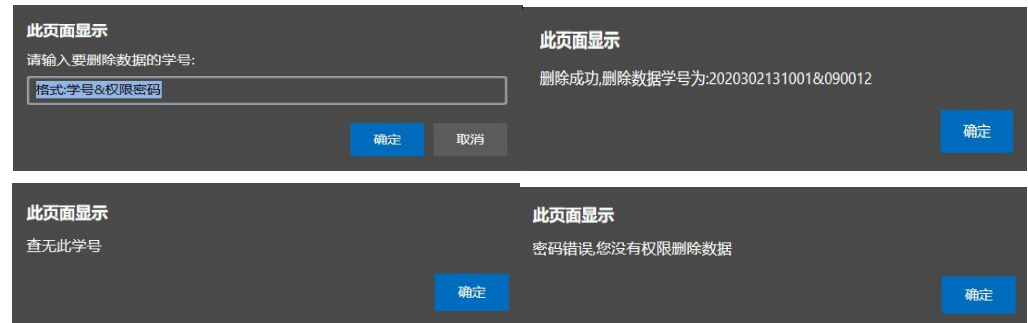 此页面显示
请输入要删除数据的学号:
格式:学号&权限密码
确定
取消
此页面显示
删除成功,删除数据学号为:2020302131001&090012
确定
此页面显示
查无此学号
确定
此页面显示
密码错误,您没有权限删除数据
确定